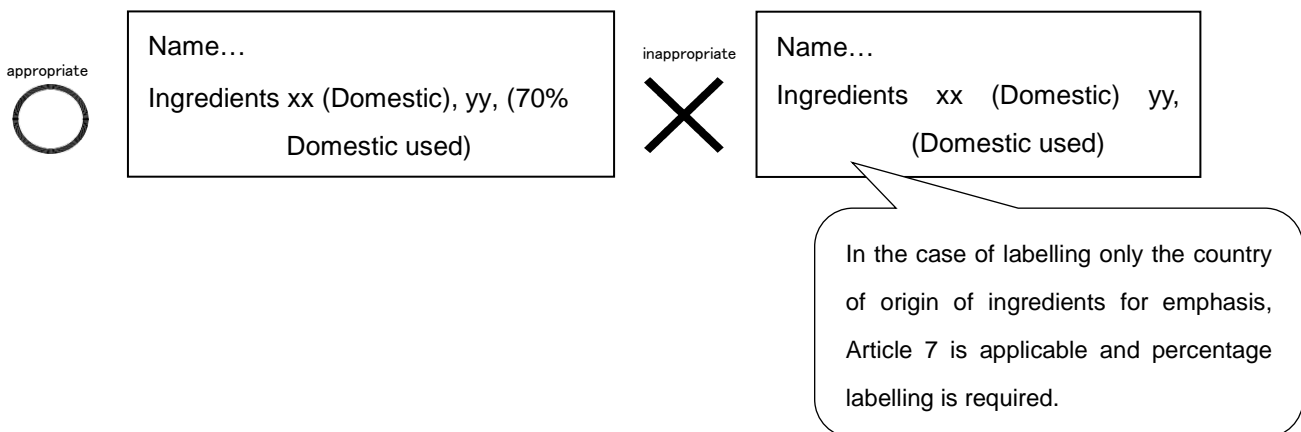 appropriate
Name…
Ingredients xx (Domestic), yy, (70%
Domestic used)
inappropriate
Name…
Ingredients xx (Domestic) yy,
(Domestic used)
In the case of labelling only the country
of origin of ingredients for emphasis,
Article 7 is applicable and percentage
labelling is required.